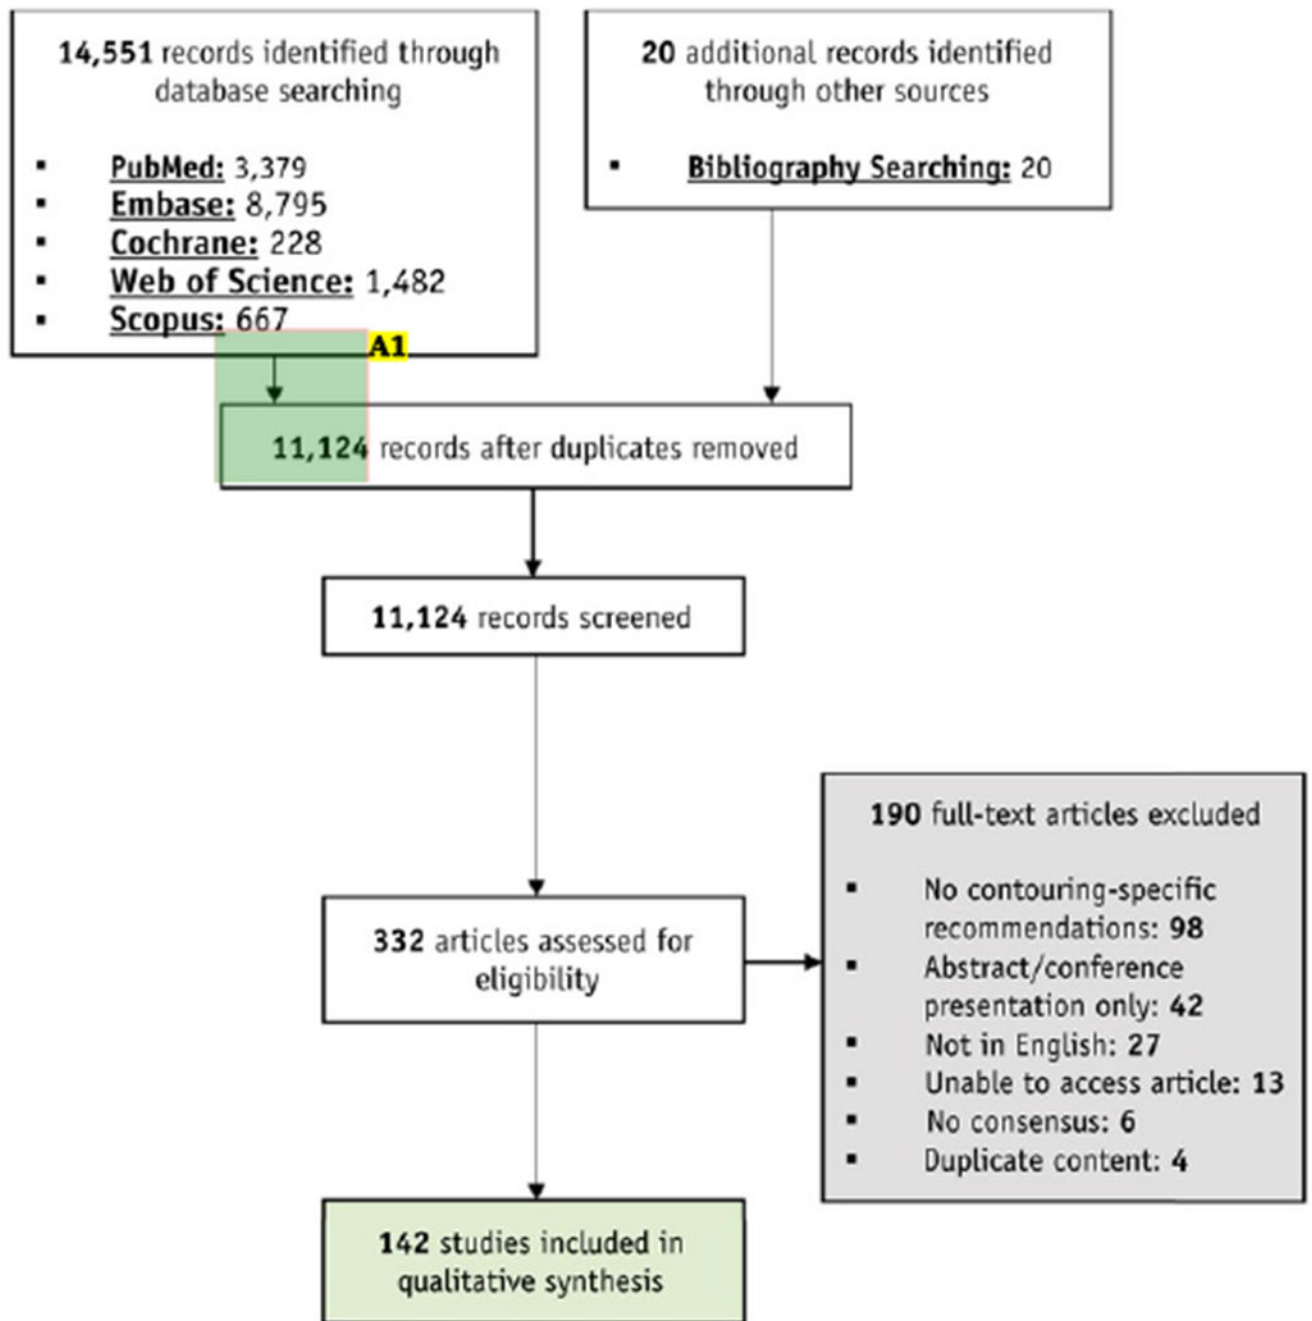 14,551 records identified through
database searching
▪ PubMed: 3,379
▪ Embase: 8,795
▪ Cochrane: 228
▪ Web of Science: 1,482
▪ Scopus: 667
20 additional records identified
through other sources
▪ Bibliography Searching: 20
A1
11,124 records after duplicates removed
11,124 records screened
332 articles assessed for
eligibility
190 full-text articles excluded
▪ No contouring-specific
recommendations: 98
▪ Abstract/conference
presentation only: 42
▪ Not in English: 27
▪ Unable to access article: 13
▪ No consensus: 6
▪ Duplicate content: 4
142 studies included in
qualitative synthesis